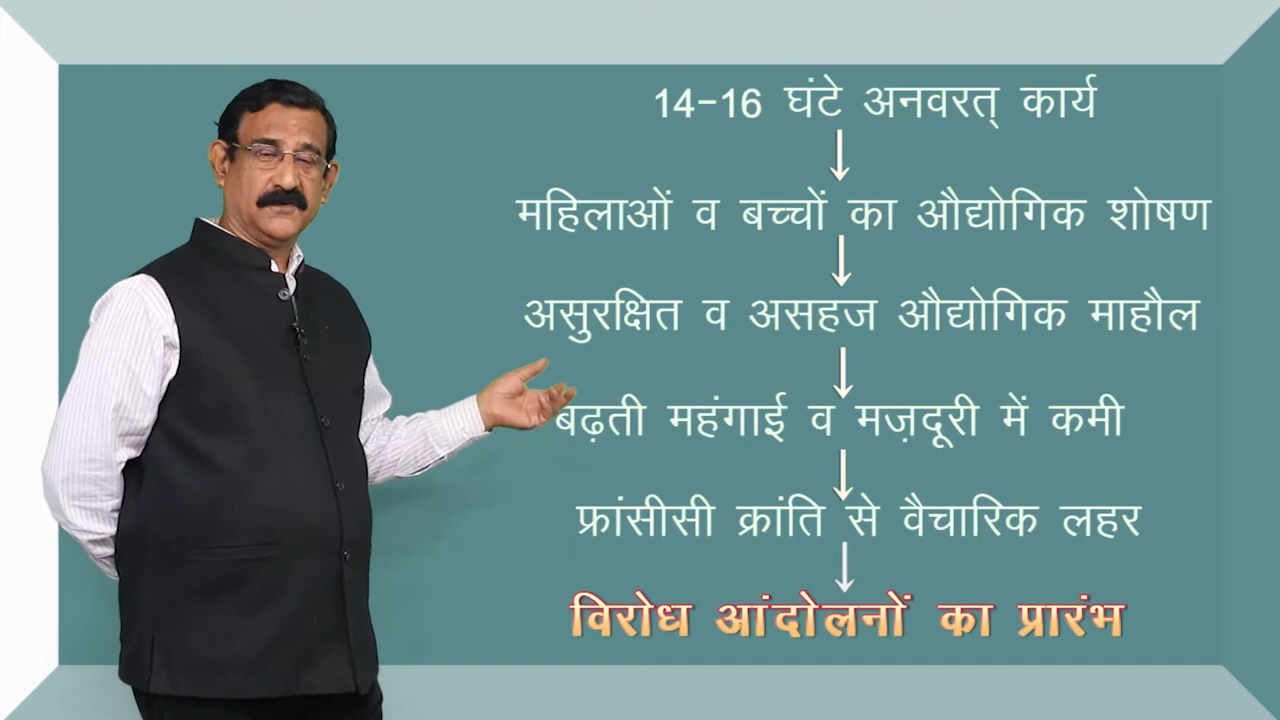 14-16 घंटे अनवरत् कार्य
महिलाओं व बच्चों का औद्योगिक शोषण
असुरक्षित व असहज औद्योगिक माहौल
बढ़ती महंगाई व मज़दूरी में कमी
फ्रांसीसी क्रांति से वैचारिक लहर
विरोध आंदोलनों का प्रारंभ